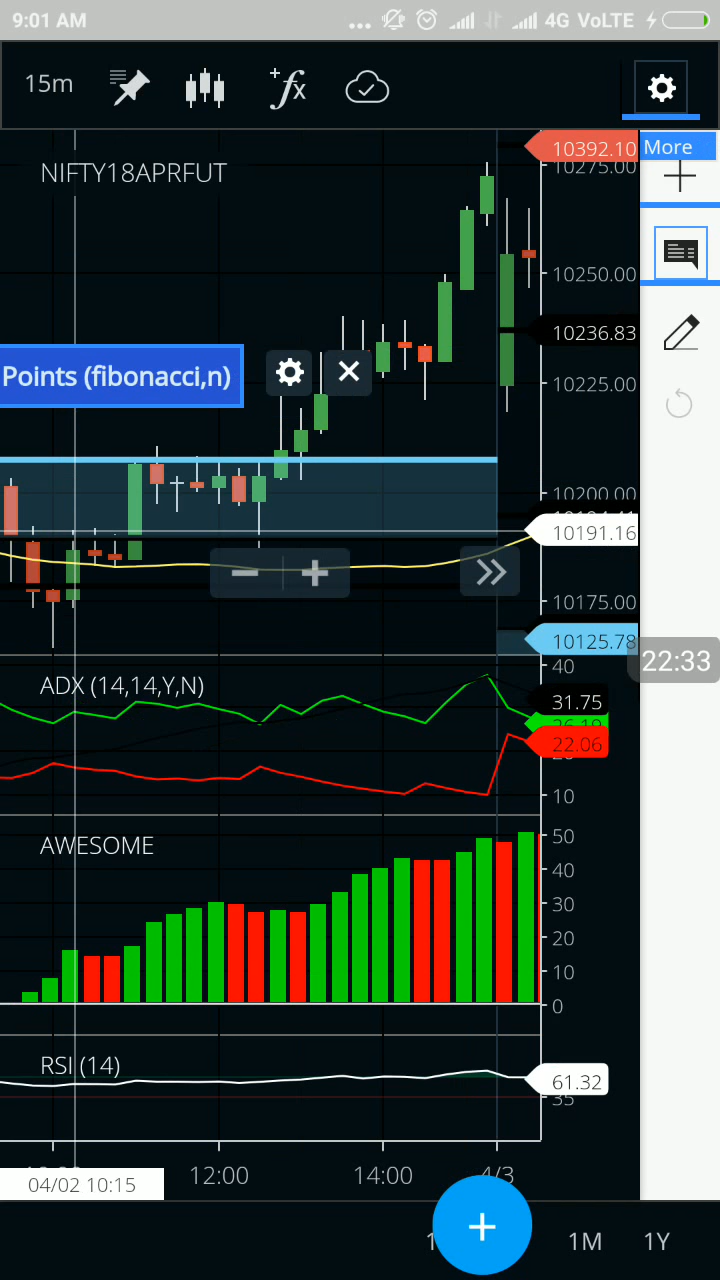 9:01 AM
4G VoLTE
15m
More
10392.10
10275.00
NIFTY18APRFUT
10250.00
10236.83
Points (fibonacci,n)
10225.00
10200.00
10191.16
10175.00
10125.78
22:33
40
ADX (14,14,Y,N)
31.75
22.06
10
AWESOME
50
40
30
20
10
0
RSI (14)
61.32
35
12:00
14:00
4/3
04/02 10:15
1M
1Y